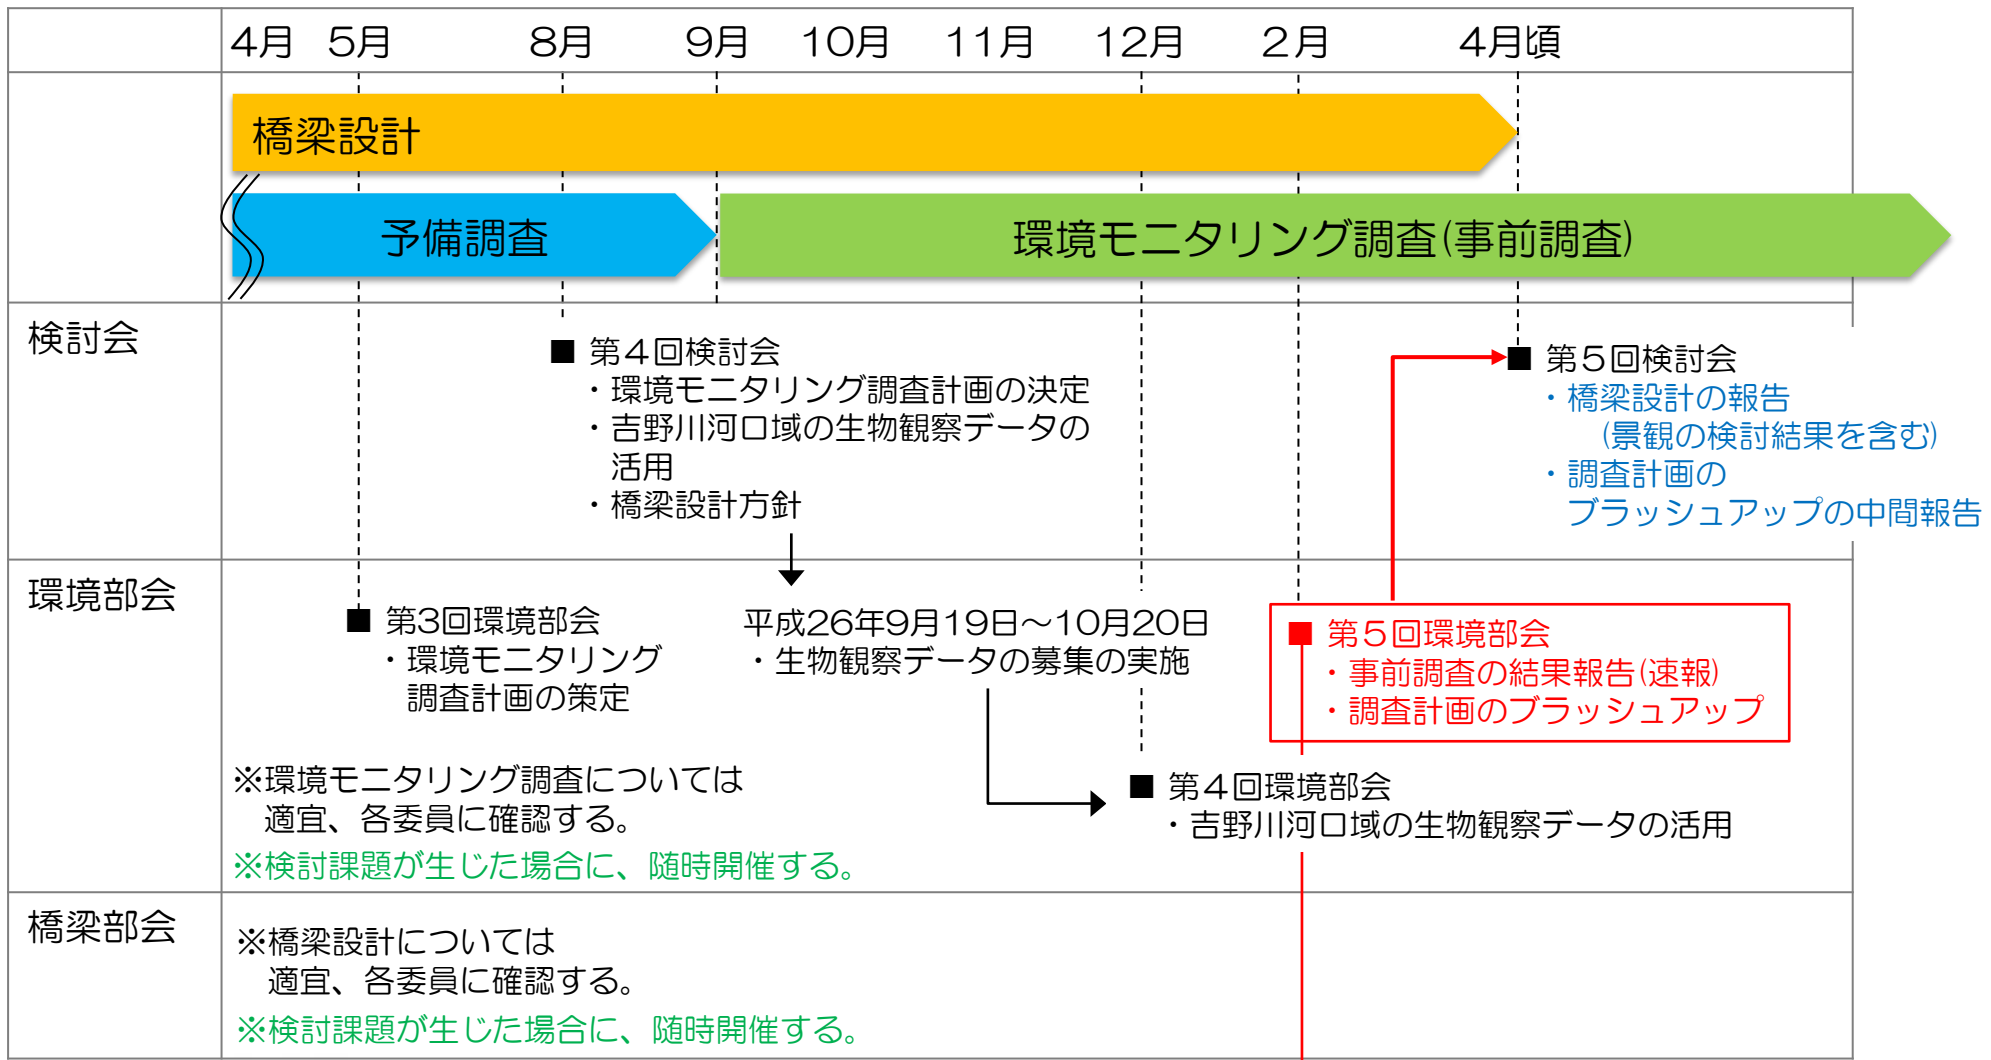 4月 5月 8月 9月 10月 11月 12月 2月 4月頃
橋梁設計
予備調査
環境モニタリング調査(事前調査)
検討会
■ 第4回検討会
・環境モニタリング調査計画の決定
・吉野川河口域の生物観察データの
活用
・橋梁設計方針
■ 第5回検討会
・橋梁設計の報告
(景観の検討結果を含む)
・調査計画の
ブラッシュアップの中間報告
環境部会
■ 第3回環境部会
・環境モニタリング
調査計画の策定
平成26年9月19日～10月20日
・生物観察データの募集の実施
■ 第5回環境部会
・事前調査の結果報告(速報)
・調査計画のブラッシュアップ
■ 第4回環境部会
・吉野川河口域の生物観察データの活用
※環境モニタリング調査については
適宜、各委員に確認する。
※検討課題が生じた場合に、随時開催する。
橋梁部会
※橋梁設計については
適宜、各委員に確認する。
※検討課題が生じた場合に、随時開催する。